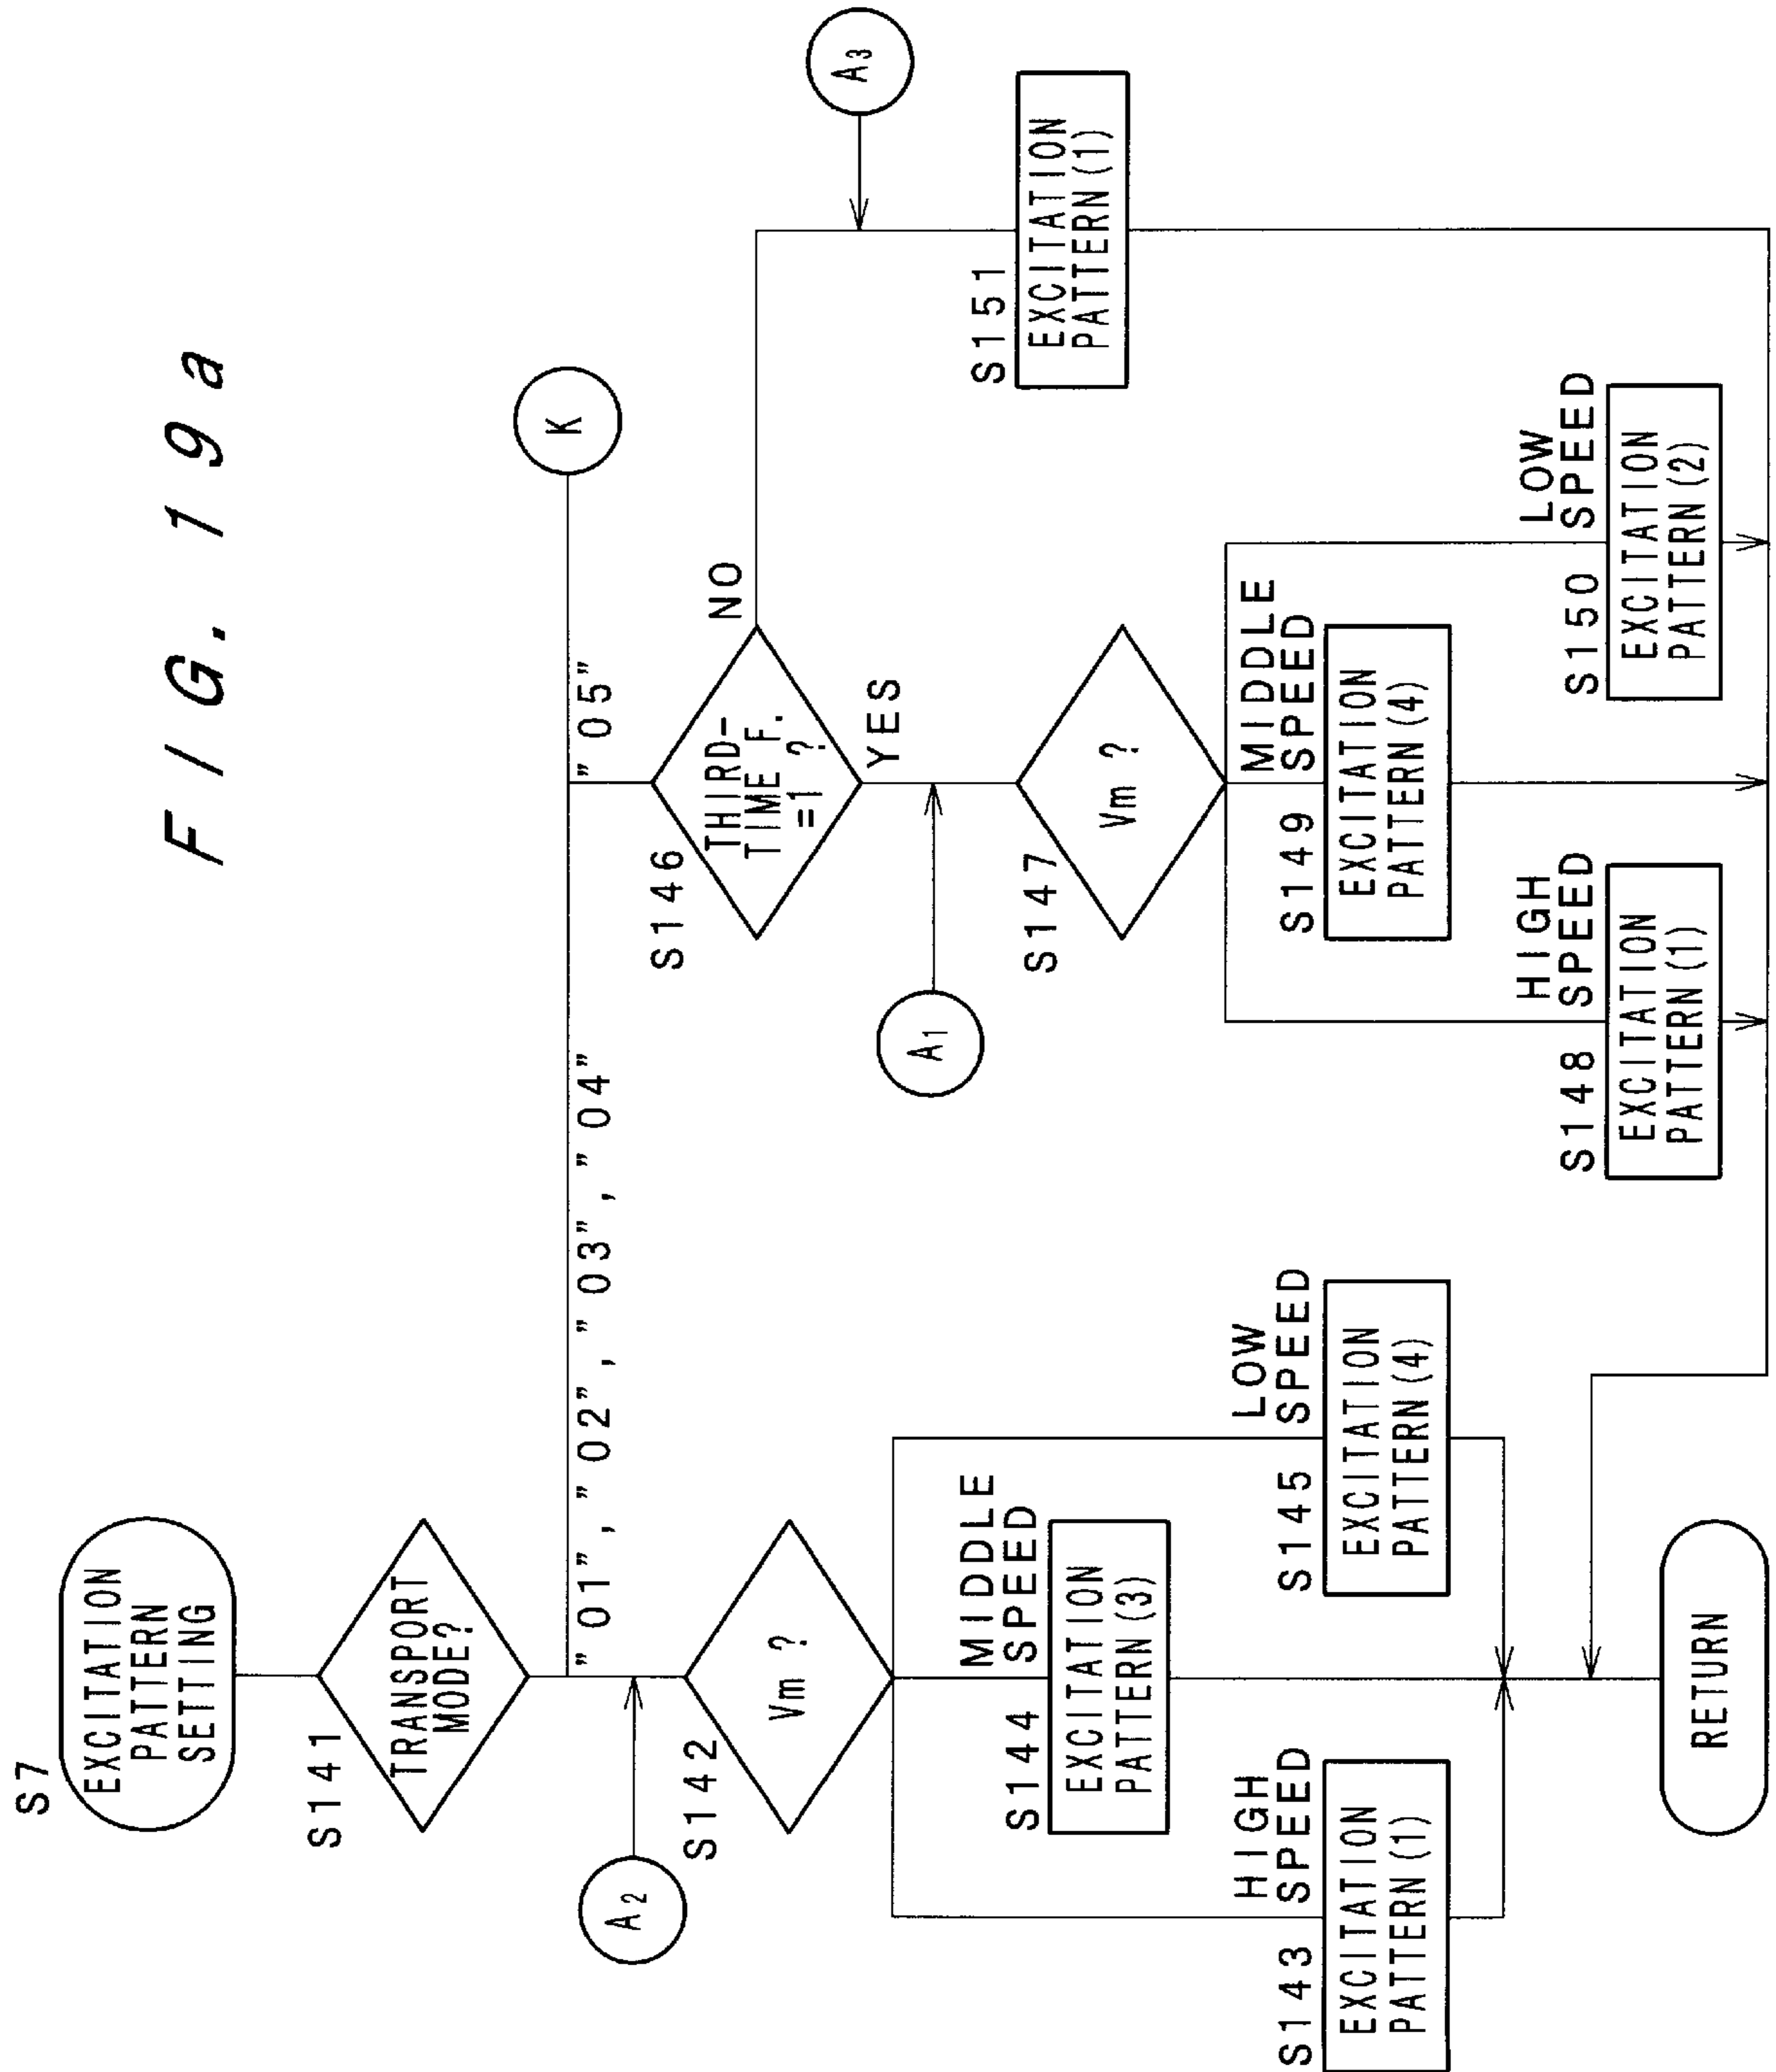 FIG. 19a
S7
EXCITATION
PATTERN
SETTING
S141
TRANSPORT
MODE?
"01", "02", "03", "04"
"05"
K
A2
S142
Vm ?
HIGH
SPEED
S143
EXCITATION
PATTERN(1)
MIDDLE
SPEED
S144
EXCITATION
PATTERN(3)
LOW
SPEED
S145
EXCITATION
PATTERN(4)
RETURN
S146
THIRD-
TIME F.
=1 ?
NO
YES
A1
S147
Vm ?
HIGH
SPEED
S148
EXCITATION
PATTERN(1)
MIDDLE
SPEED
S149
EXCITATION
PATTERN(4)
LOW
SPEED
S150
EXCITATION
PATTERN(2)
A3
S151
EXCITATION
PATTERN(1)